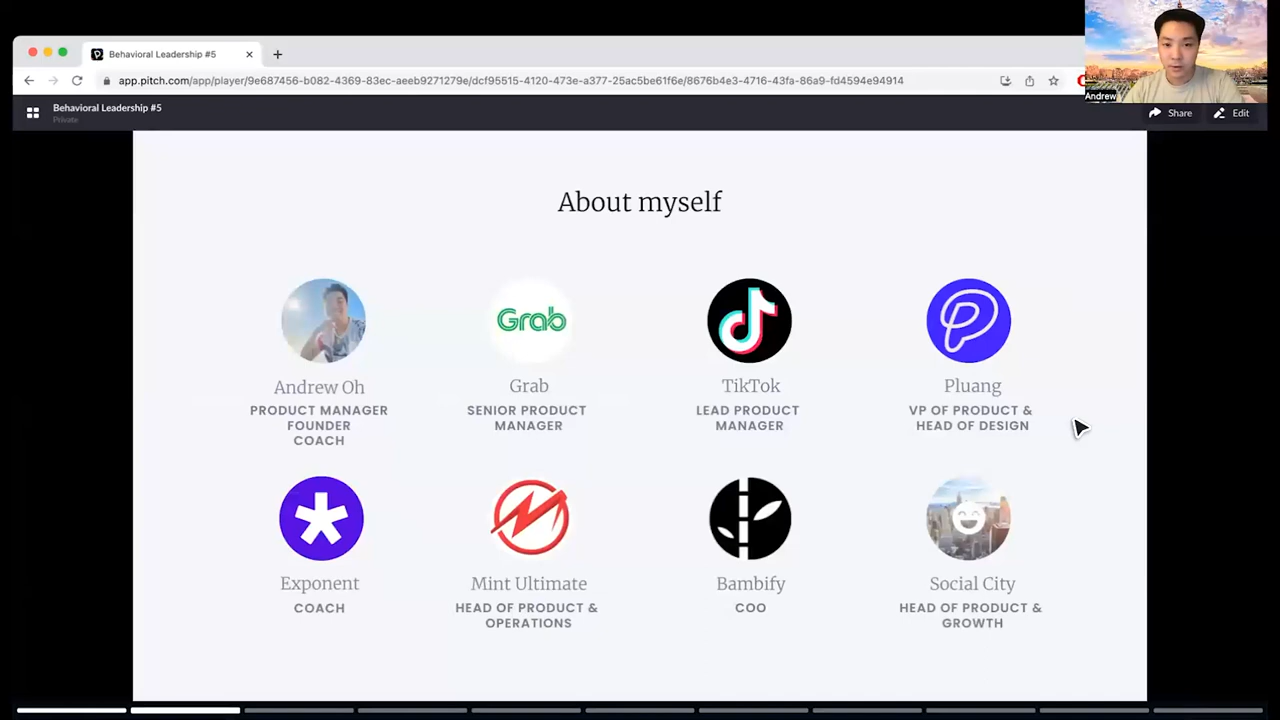 Behavioral Leadership #5
app.pitch.com/app/player/9e687456-b082-4369-83ec-aeeb9271279e/dcf95515-4120-473e-a377-25ac5be61f6e/8676b4e3-4716-43fa-86a9-fd4594e94914
Andrew
Behavioral Leadership #5
Private
Share
Edit
About myself
Grab
Andrew Oh
PRODUCT MANAGER
FOUNDER
COACH
Grab
SENIOR PRODUCT
MANAGER
TikTok
LEAD PRODUCT
MANAGER
Pluang
VP OF PRODUCT &
HEAD OF DESIGN
Exponent
COACH
Mint Ultimate
HEAD OF PRODUCT &
OPERATIONS
Bambify
COO
Social City
HEAD OF PRODUCT &
GROWTH